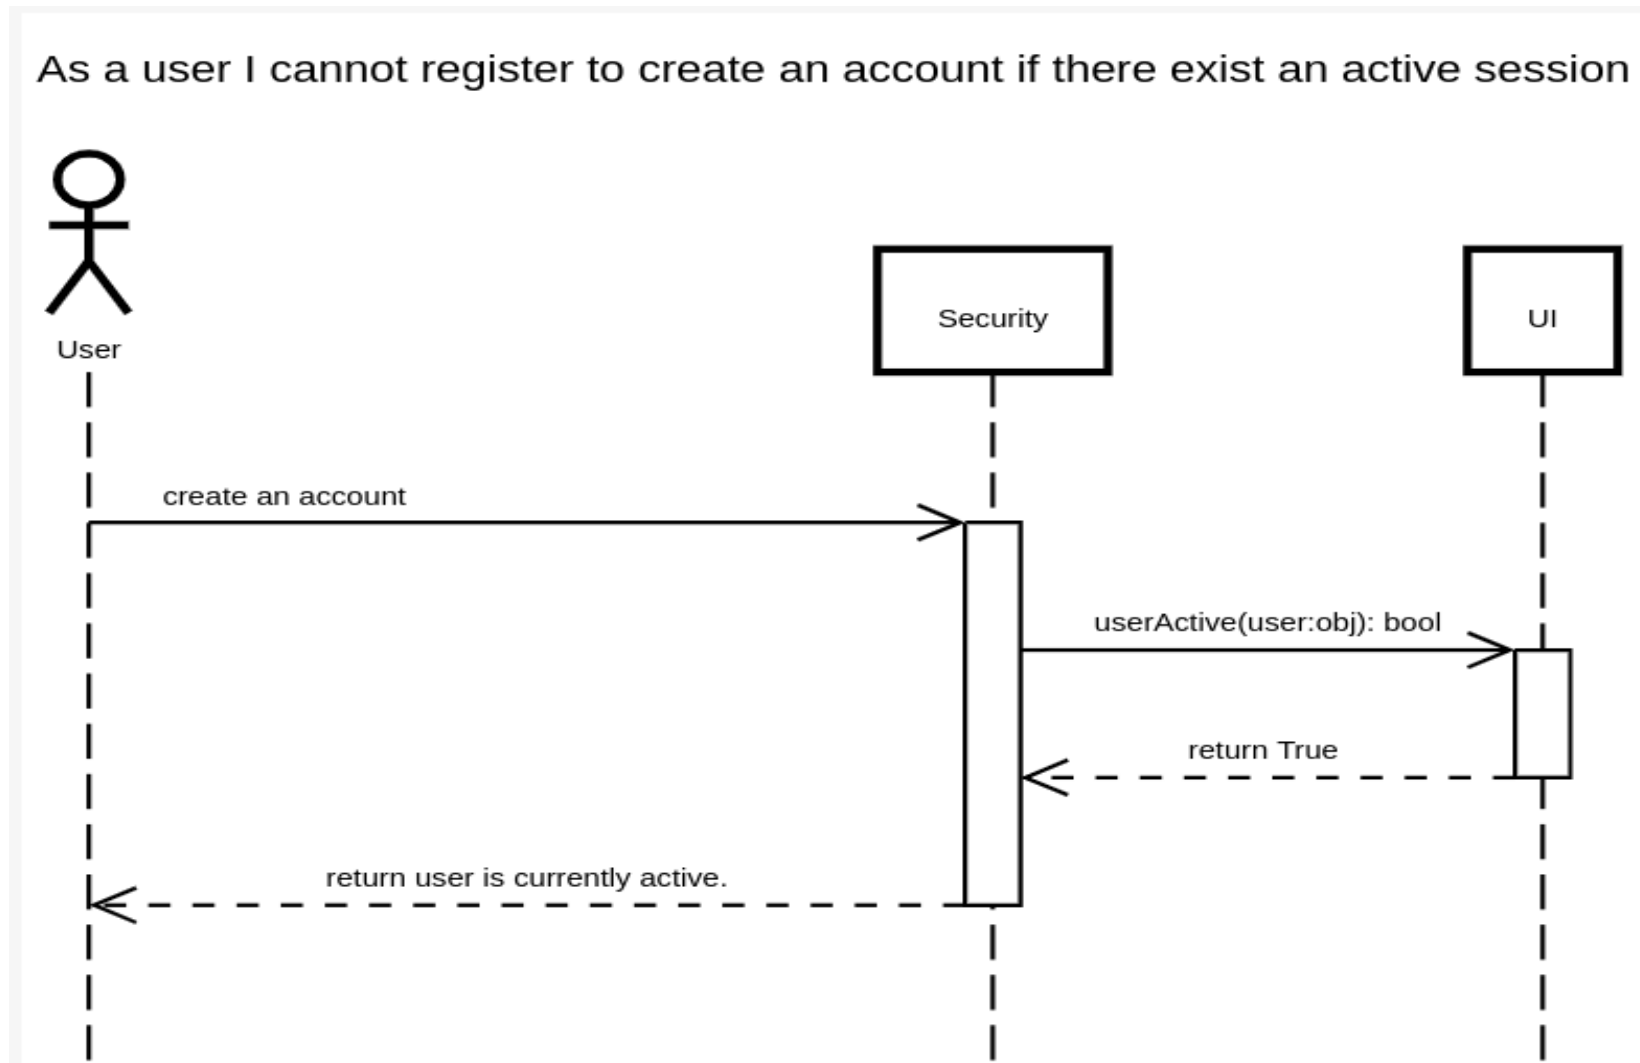 As a user I cannot register to create an account if there exist an active session
User
Security
UI
create an account
userActive(user:obj): bool
return True
return user is currently active.